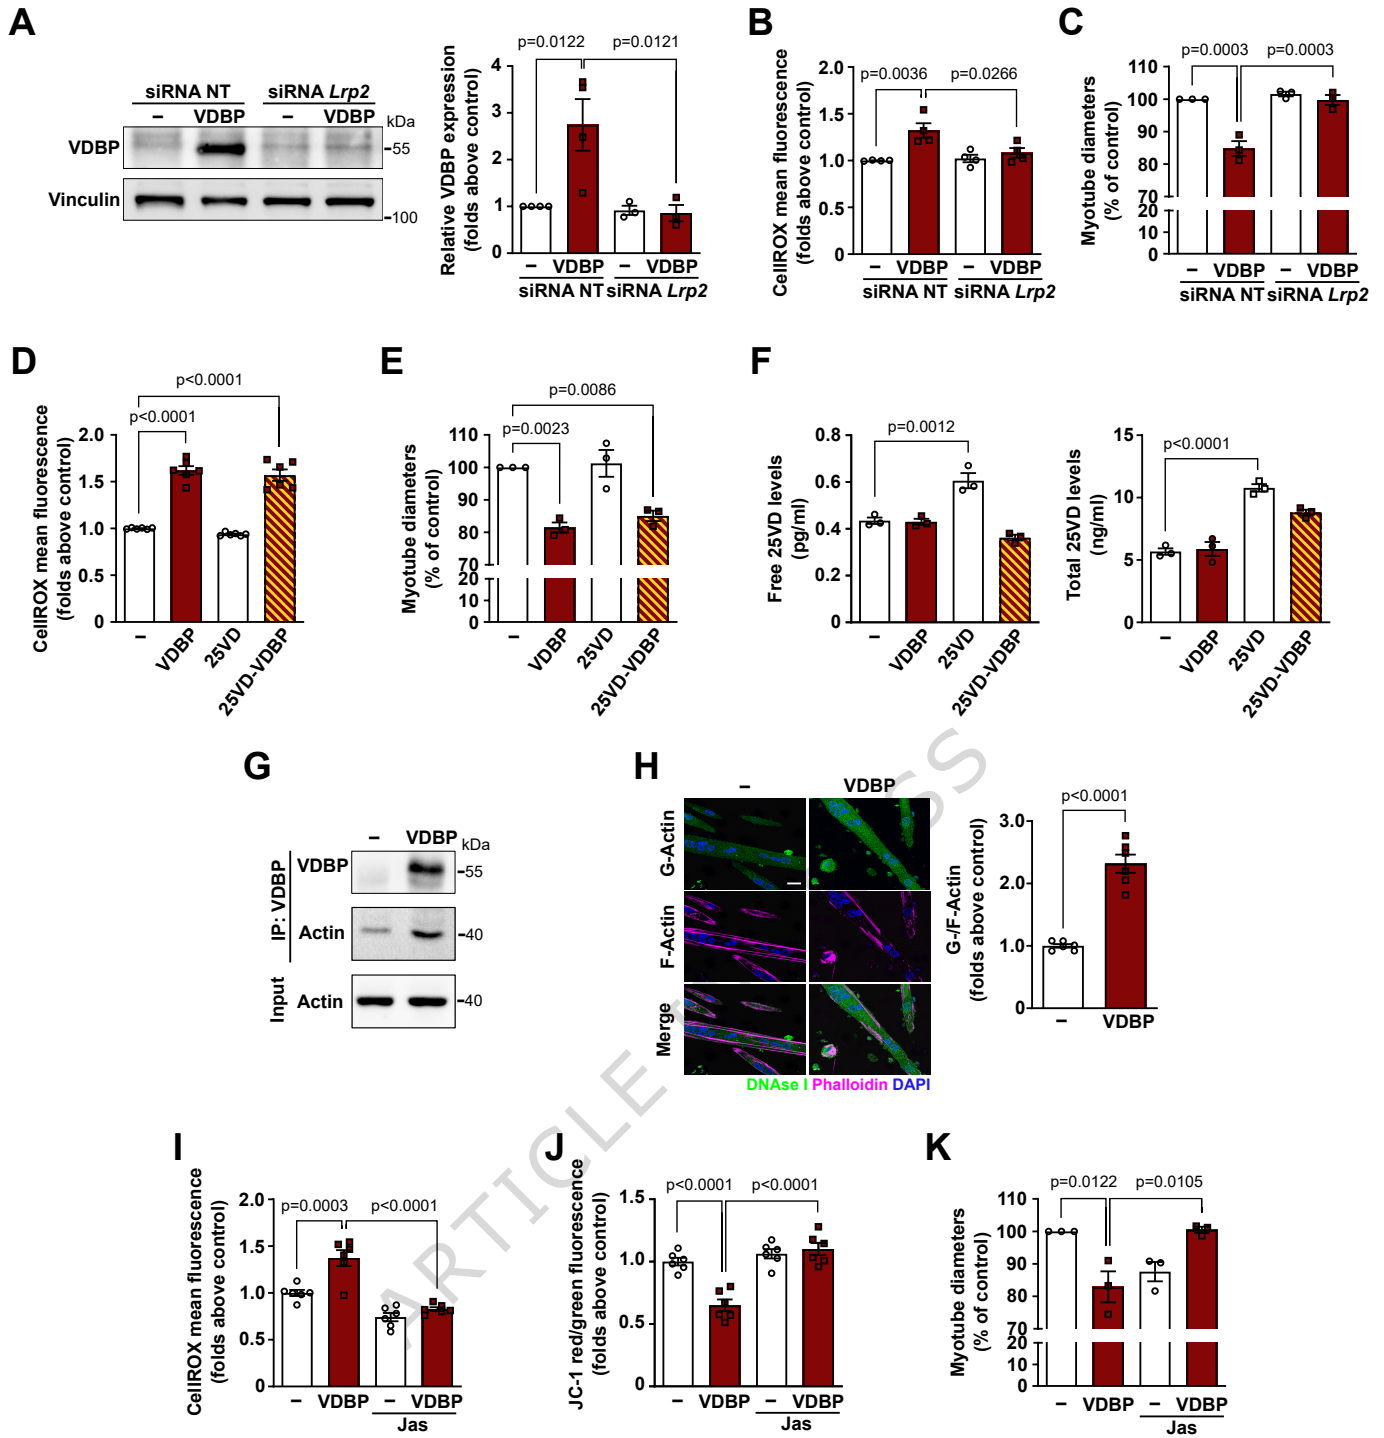 A
siRNA NT siRNA Lrp2
– VDBP – VDBP
kDa
VDBP
-55
Vinculin
-100
p=0.0122 p=0.0121
Relative VDBP expression
(folds above control)
4
3
2
1
0
– VDBP – VDBP
siRNA NT siRNA Lrp2
B
p=0.0036 p=0.0266
CellROX mean fluorescence
(folds above control)
2.0
1.5
1.0
0.5
0
– VDBP – VDBP
siRNA NT siRNA Lrp2
C
p=0.0003 p=0.0003
Myotube diameters
(% of control)
110
100
90
80
70
20
10
0
– VDBP – VDBP
siRNA NT siRNA Lrp2
D
p<0.0001
p<0.0001
CellROX mean fluorescence
(folds above control)
2.0
1.5
1.0
0.5
0
– VDBP 25VD 25VD-VDBP
E
p=0.0086
p=0.0023
Myotube diameters
(% of control)
110
100
90
80
70
20
10
0
– VDBP 25VD 25VD-VDBP
F
p=0.0012
Free 25VD levels
(pg/ml)
0.8
0.6
0.4
0.2
0
– VDBP 25VD 25VD-VDBP
p<0.0001
Total 25VD levels
(ng/ml)
15
10
5
0
– VDBP 25VD 25VD-VDBP
G
– VDBP
kDa
IP: VDBP
VDBP
-55
Actin
-40
Input
Actin
-40
H
– VDBP
G-Actin
F-Actin
Merge
DNAse I Phalloidin DAPI
p<0.0001
G-/F-Actin
(folds above control)
3.0
2.0
1.0
0
– VDBP
I
p=0.0003 p<0.0001
CellROX mean fluorescence
(folds above control)
2.0
1.5
1.0
0.5
0
– VDBP – VDBP
Jas
J
p<0.0001 p<0.0001
JC-1 red/green fluorescence
(folds above control)
1.5
1.0
0.5
0
– VDBP – VDBP
Jas
K
p=0.0122 p=0.0105
Myotube diameters
(% of control)
110
100
90
80
70
20
10
0
– VDBP – VDBP
Jas
ARTICLE
SS